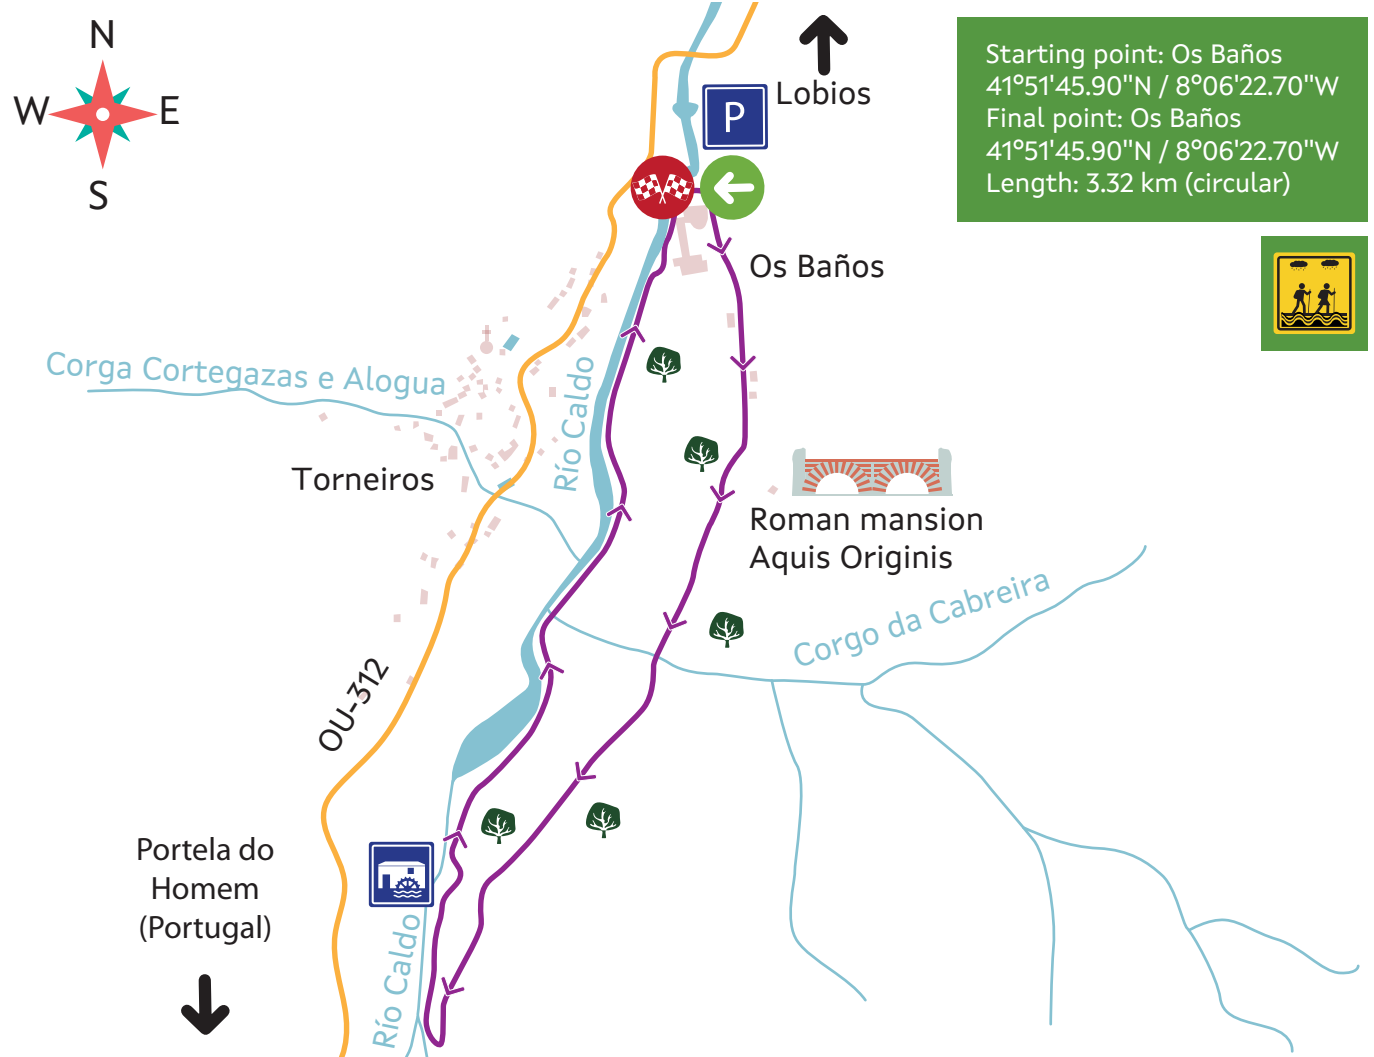 N
W
E
S
Lobios
P
Starting point: Os Baños
41°51'45.90"N / 8°06'22.70"W
Final point: Os Baños
41°51'45.90"N / 8°06'22.70"W
Length: 3.32 km (circular)
Os Baños
Corga Cortegazas e Alogua
Río Caldo
Torneiros
Roman mansion
Aquis Originis
Corgo da Cabreira
OU-312
Portela do
Homem
(Portugal)
Río Caldo